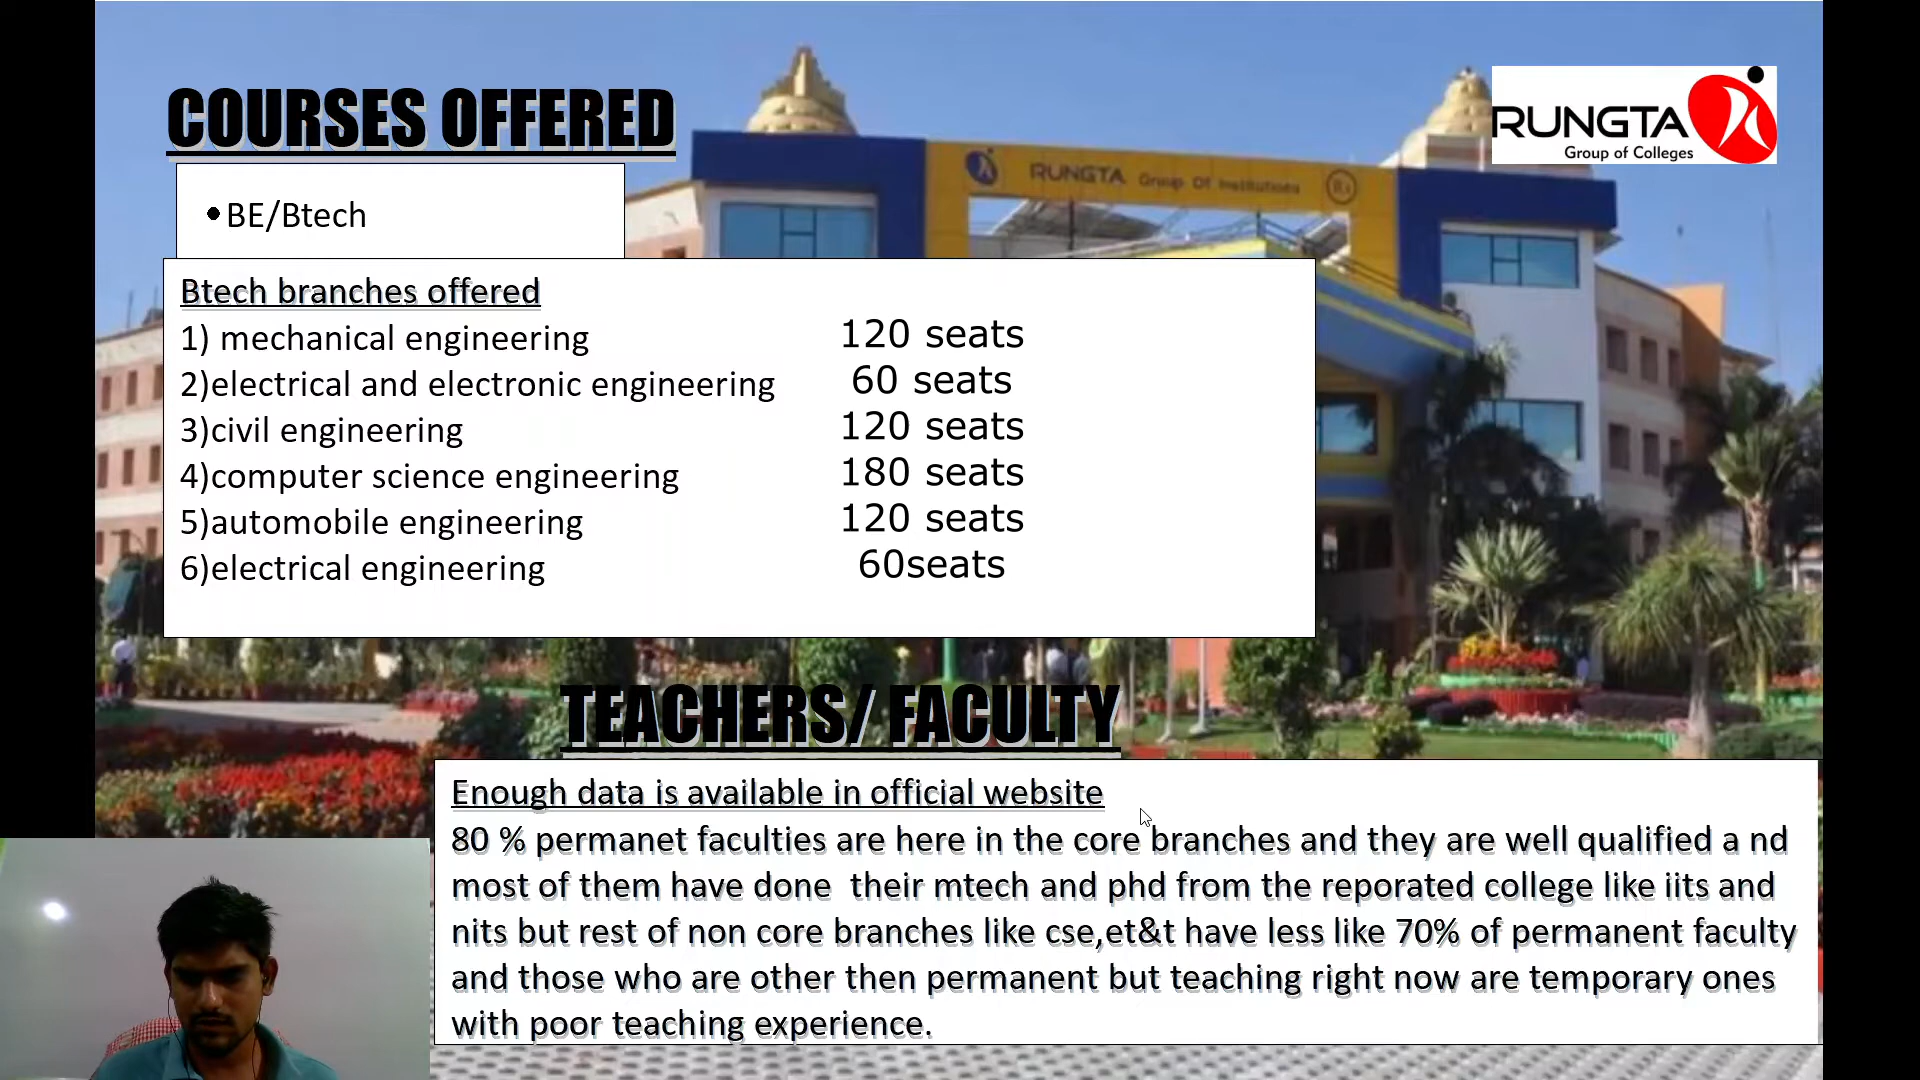 COURSES OFFERED
RUNGTA
Group of Colleges
RUNGTA Group Of Institutions R1
•BE/Btech
Btech branches offered
1) mechanical engineering 120 seats
2)electrical and electronic engineering 60 seats
3)civil engineering 120 seats
4)computer science engineering 180 seats
5)automobile engineering 120 seats
6)electrical engineering 60seats
TEACHERS/ FACULTY
Enough data is available in official website
80 % permanet faculties are here in the core branches and they are well qualified a nd
most of them have done their mtech and phd from the reporated college like iits and
nits but rest of non core branches like cse,et&t have less like 70% of permanent faculty
and those who are other then permanent but teaching right now are temporary ones
with poor teaching experience.